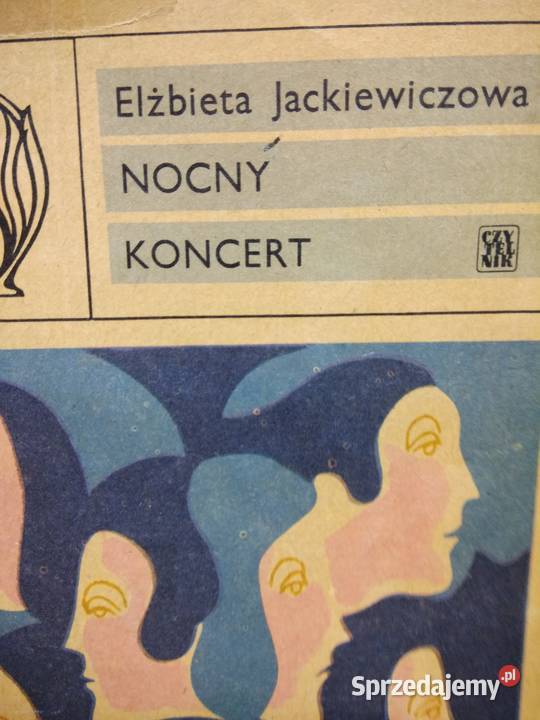 Elżbieta Jackiewiczowa
NOCNY
KONCERT
CZY
TEL
NIK
Sprzedajemy.pl